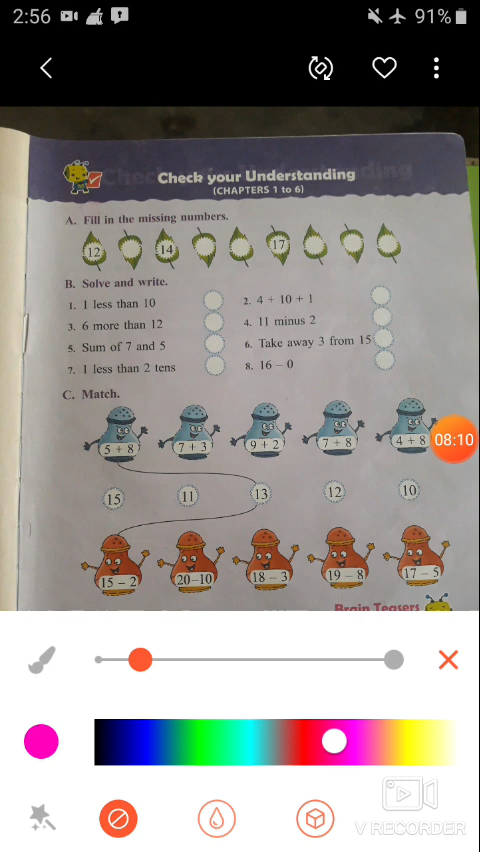 2:56
91%
Check your Understanding
(CHAPTERS 1 to 6)
A. Fill in the missing numbers.
12 14 17
B. Solve and write.
1. 1 less than 10 2. 4 + 10 + 1
3. 6 more than 12 4. 11 minus 2
5. Sum of 7 and 5 6. Take away 3 from 15
7. 1 less than 2 tens 8. 16 – 0
C. Match.
5 + 8 7 + 3 9 + 2 7 + 8 4 + 8
08:10
15 11 13 12 10
15 – 2 20–10 18 – 3 19 – 8 17 – 5
Brain Teasers
V RECORDER